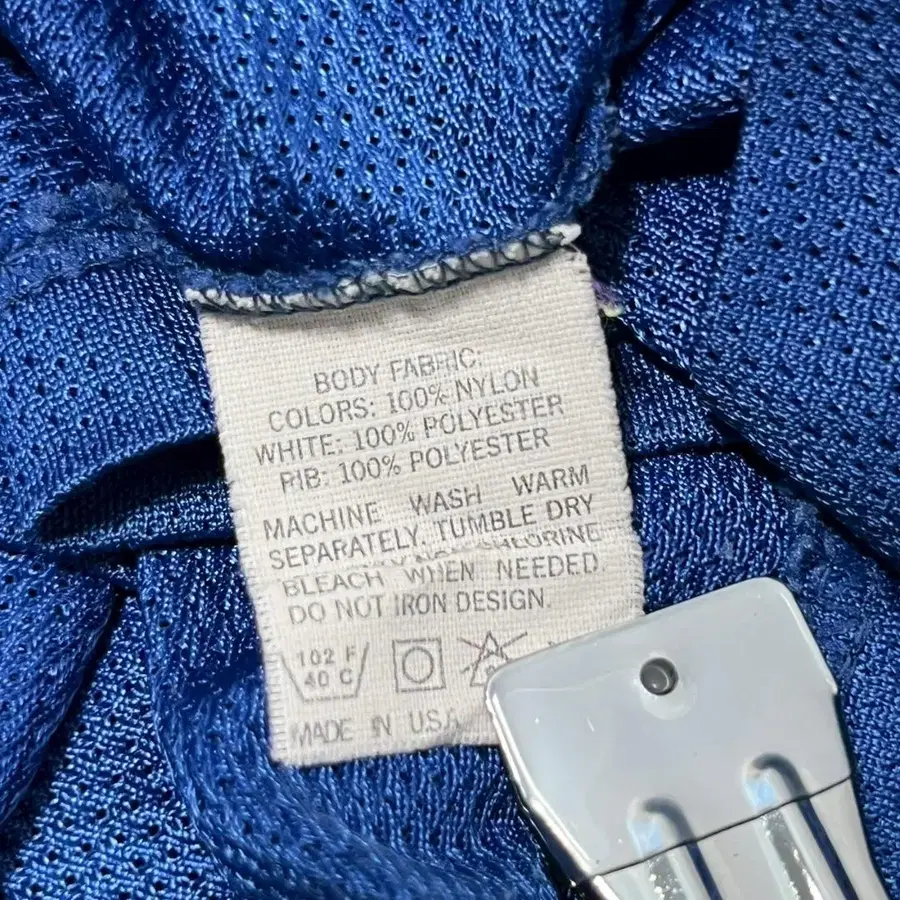 BODY FABRIC:
COLORS: 100% NYLON
WHITE: 100% POLYESTER
RIB: 100% POLYESTER
MACHINE WASH WARM
SEPARATELY. TUMBLE DRY
CHLORINE
BLEACH WHEN NEEDED.
DO NOT IRON DESIGN.
102 F
40 C
MADE IN USA